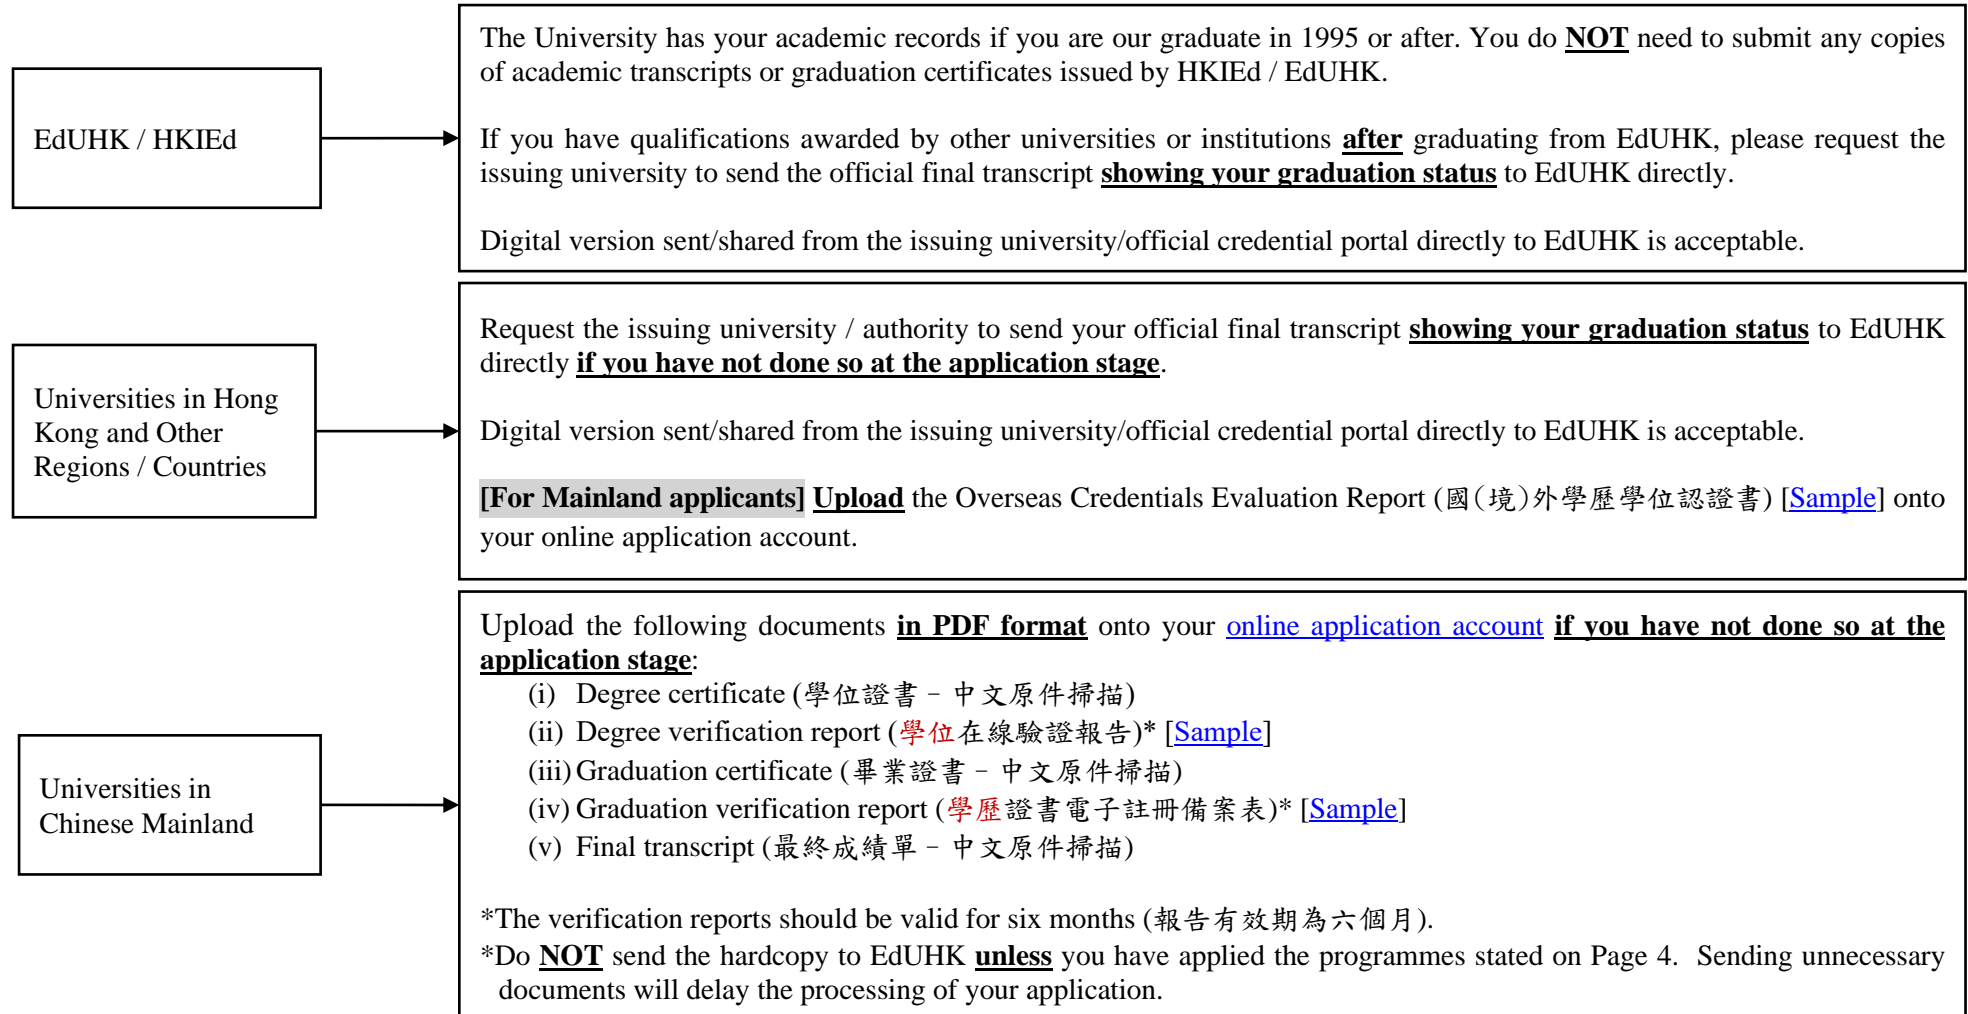 EdUHK / HKIEd
The University has your academic records if you are our graduate in 1995 or after. You do NOT need to submit any copies
of academic transcripts or graduation certificates issued by HKIEd / EdUHK.
If you have qualifications awarded by other universities or institutions after graduating from EdUHK, please request the
issuing university to send the official final transcript showing your graduation status to EdUHK directly.
Digital version sent/shared from the issuing university/official credential portal directly to EdUHK is acceptable.
Universities in Hong
Kong and Other
Regions / Countries
Request the issuing university / authority to send your official final transcript showing your graduation status to EdUHK
directly if you have not done so at the application stage.
Digital version sent/shared from the issuing university/official credential portal directly to EdUHK is acceptable.
[For Mainland applicants] Upload the Overseas Credentials Evaluation Report (國(境)外學歷學位認證書) [Sample] onto
your online application account.
Universities in
Chinese Mainland
Upload the following documents in PDF format onto your online application account if you have not done so at the
application stage:
(i) Degree certificate (學位證書 – 中文原件掃描)
(ii) Degree verification report (學位在線驗證報告)* [Sample]
(iii) Graduation certificate (畢業證書 – 中文原件掃描)
(iv) Graduation verification report (學歷證書電子註冊備案表)* [Sample]
(v) Final transcript (最終成績單 – 中文原件掃描)
*The verification reports should be valid for six months (報告有效期為六個月).
*Do NOT send the hardcopy to EdUHK unless you have applied the programmes stated on Page 4. Sending unnecessary
documents will delay the processing of your application.